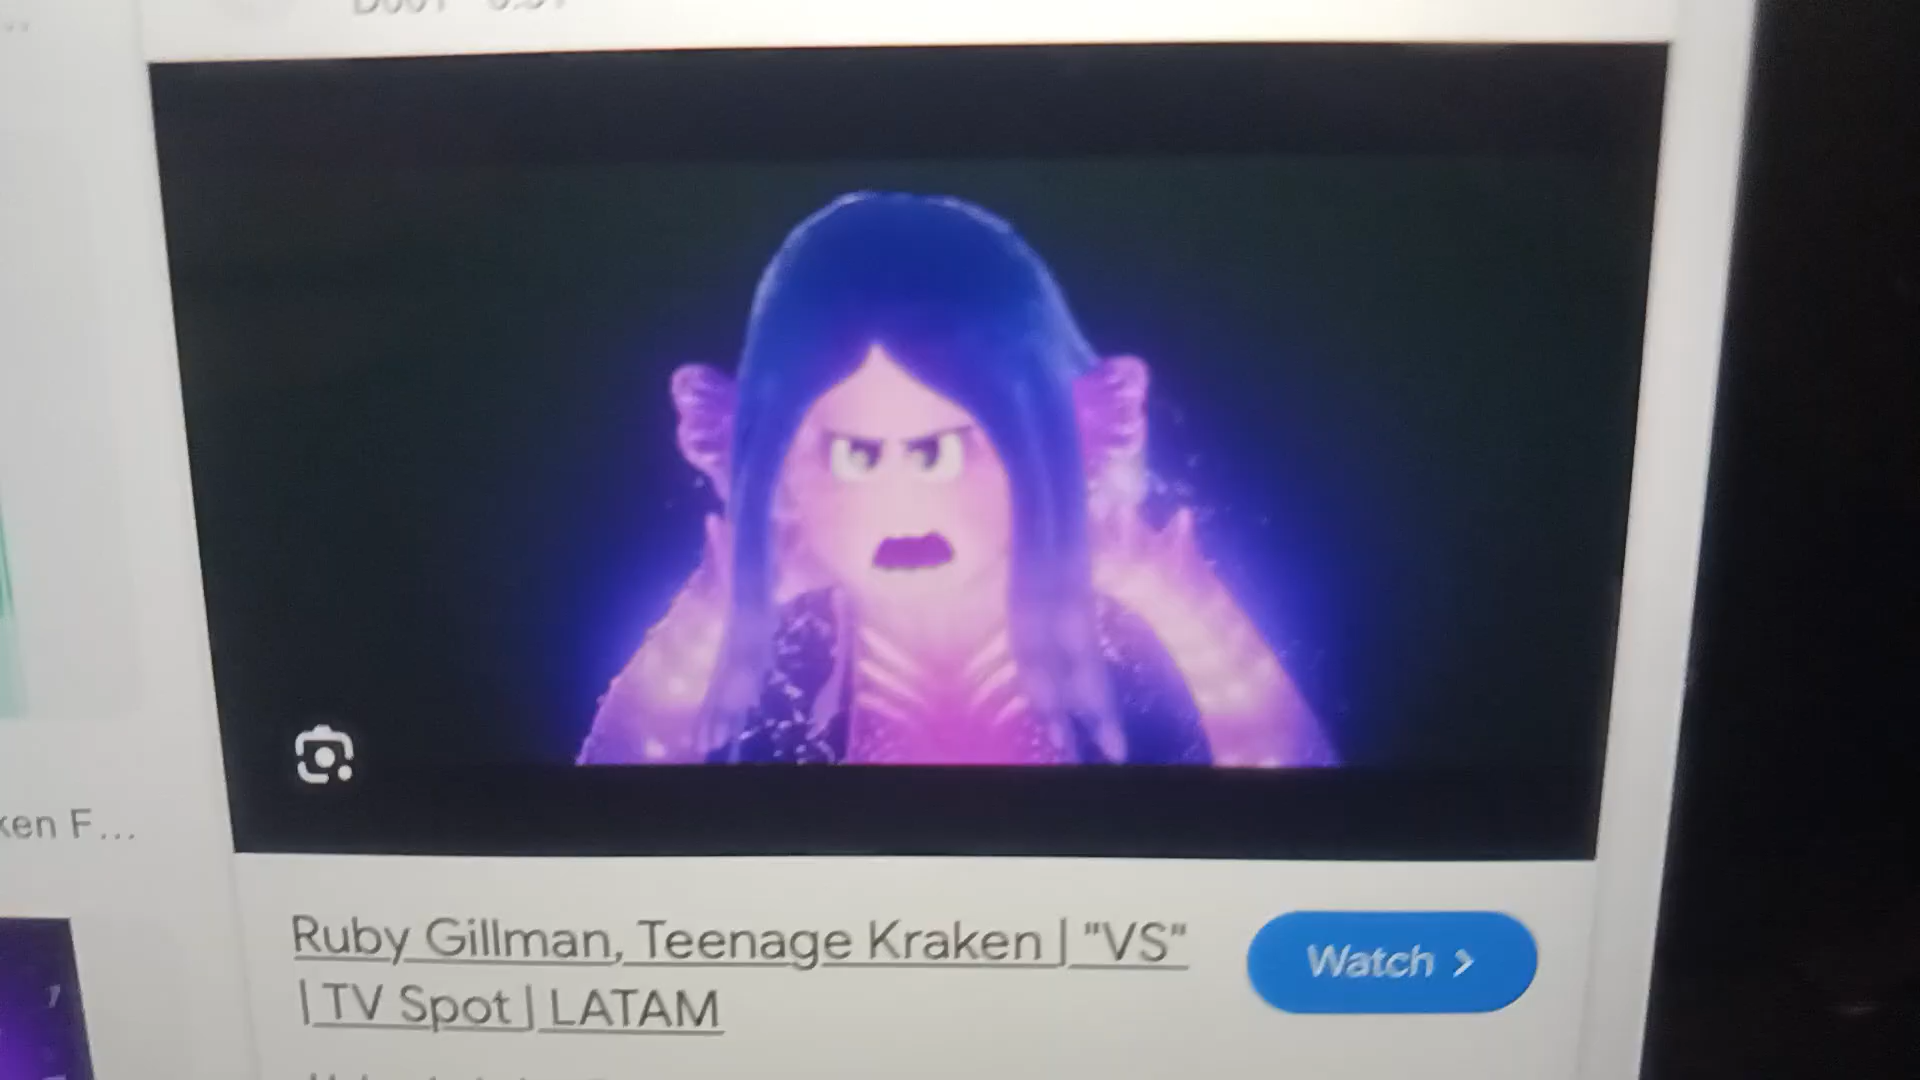 ken F...
Ruby Gillman, Teenage Kraken | "VS"
| TV Spot | LATAM
Watch >